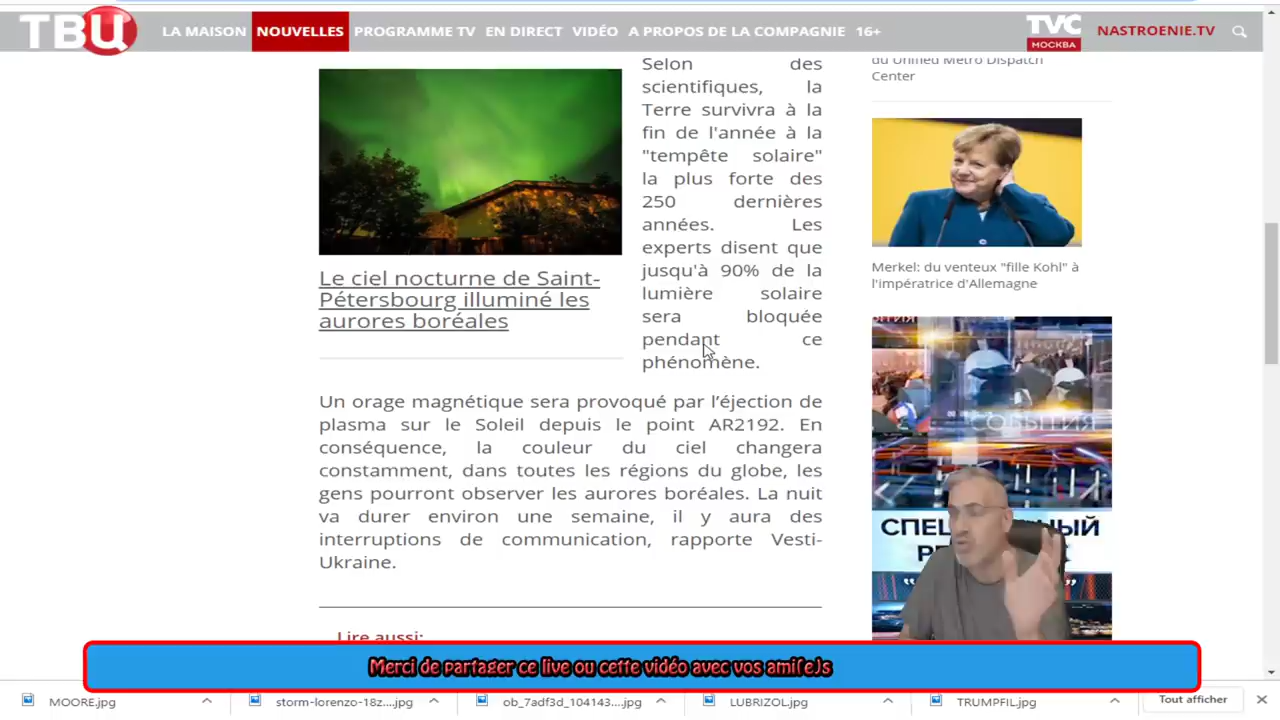 ТВЦ
LA MAISON
NOUVELLES
PROGRAMME TV
EN DIRECT
VIDÉO
A PROPOS DE LA COMPAGNIE
16+
TVC
МОСКВА
NASTROENIE.TV
Le ciel nocturne de Saint-
Pétersbourg illuminé les
aurores boréales
Selon des
scientifiques, la
Terre survivra à la
fin de l'année à la
"tempête solaire"
la plus forte des
250 dernières
années. Les
experts disent que
jusqu'à 90% de la
lumière solaire
sera bloquée
pendant ce
phénomène.
Un orage magnétique sera provoqué par l’éjection de
plasma sur le Soleil depuis le point AR2192. En
conséquence, la couleur du ciel changera
constamment, dans toutes les régions du globe, les
gens pourront observer les aurores boréales. La nuit
va durer environ une semaine, il y aura des
interruptions de communication, rapporte Vesti-
Ukraine.
Lire aussi:
du Unified Metro Dispatch
Center
Merkel: du venteux "fille Kohl" à
l'impératrice d'Allemagne
СОБЫТИЯ
Merci de partager ce live ou cette vidéo avec vos ami(e)s
MOORE.jpg
storm-lorenzo-18z....jpg
ob_7adf3d_104143....jpg
LUBRIZOL.jpg
TRUMPFIL.jpg
Tout afficher